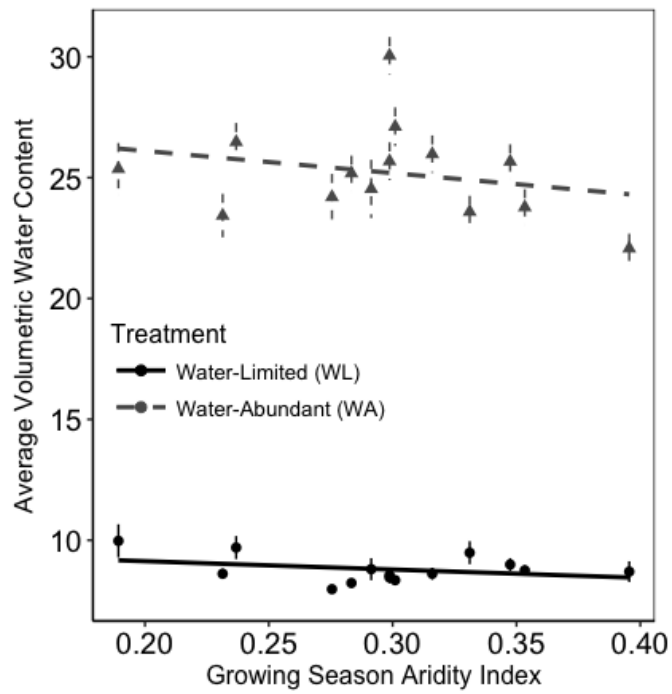 Average Volumetric Water Content
30
25
20
15
10
Treatment
Water-Limited (WL)
Water-Abundant (WA)
0.20 0.25 0.30 0.35 0.40
Growing Season Aridity Index